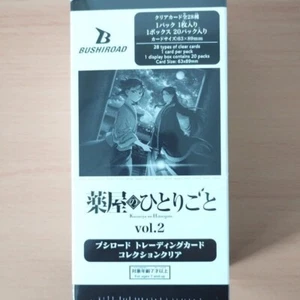 BUSHIROAD
クリアカード全28種
1パック 1枚入り
1ボックス 20パック入り
カードサイズ:63×89mm
28 types of clear cards
1 card per pack
1 display box contains 20 packs
Card Size: 63x89mm
薬屋のひとりごと
vol.2
ブシロード トレーディングカード
コレクションクリア